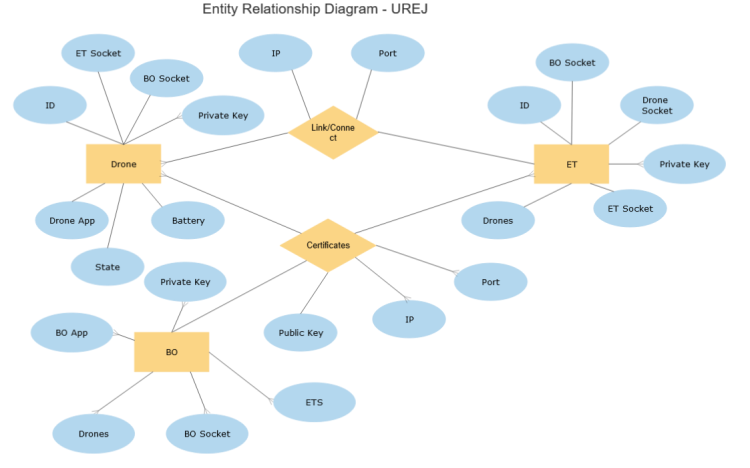 Entity Relationship Diagram - UREJ
ET Socket
IP
Port
BO Socket
BO Socket
ID
Private Key
ID
Drone
Socket
Link/Conne
ct
Drone
ET
Private Key
Drone App
Battery
Drones
ET Socket
Certificates
State
Private Key
Port
BO App
Public Key
IP
BO
ETS
Drones
BO Socket